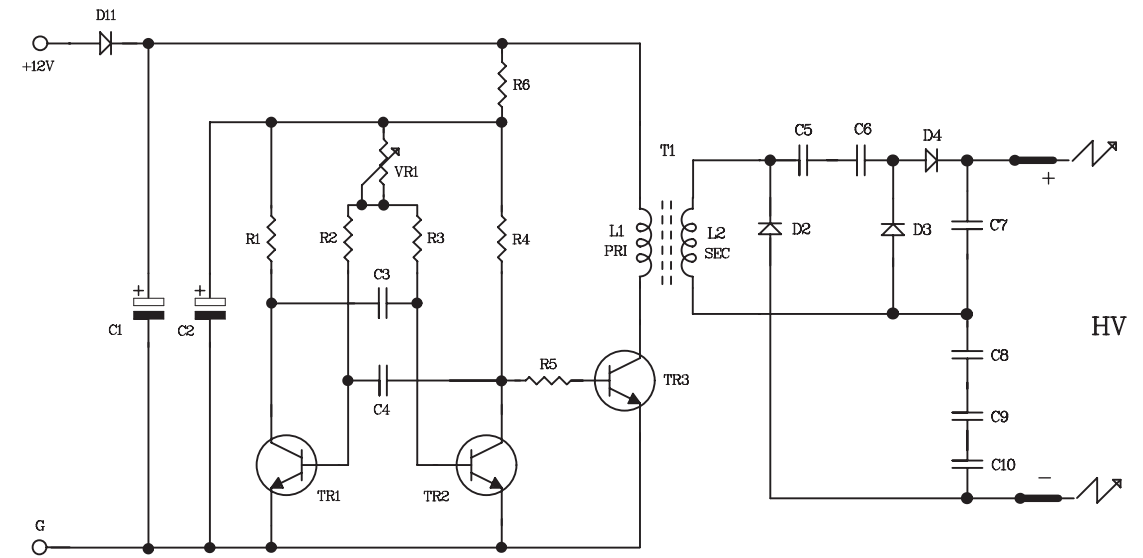 D11
+12V
R6
VR1
R1
R2
R3
R4
C3
C4
+
C1
+
C2
TR1
TR2
R5
TR3
T1
L1
PRI
L2
SEC
C5
C6
D4
D2
D3
C7
+
C8
C9
C10
−
HV
G